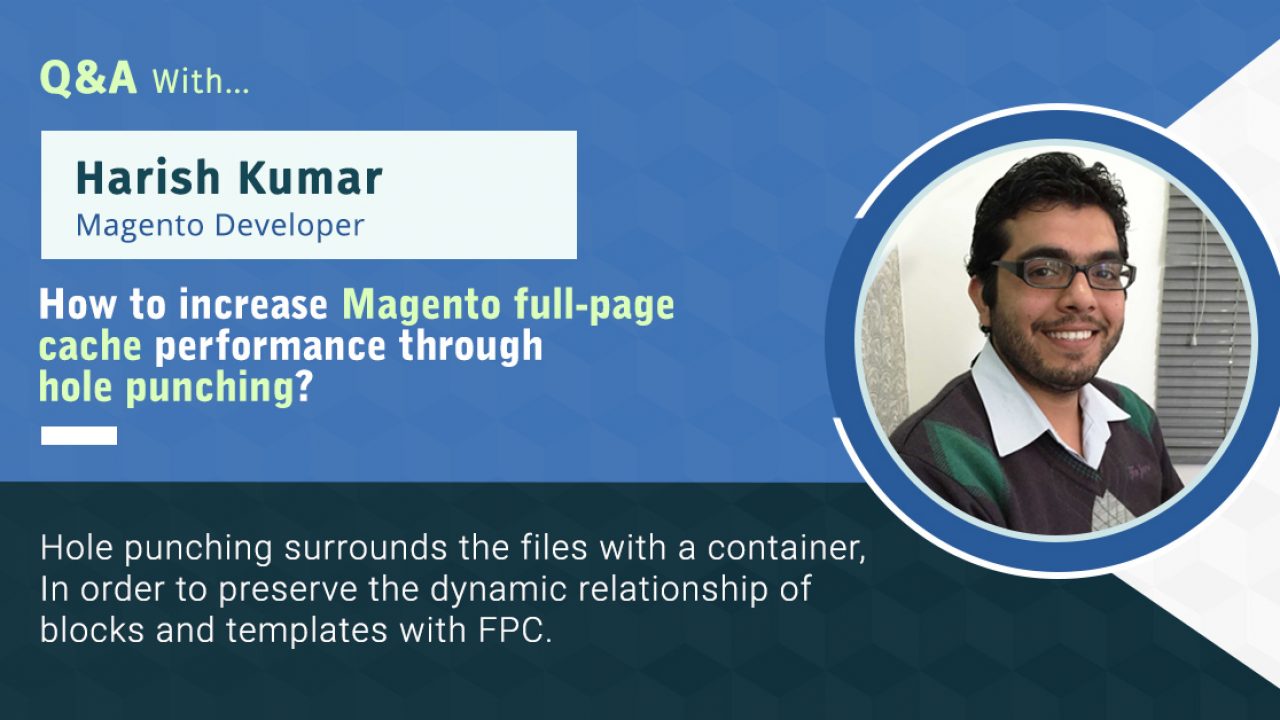 Q&A With...
Harish Kumar
Magento Developer
How to increase Magento full-page
cache performance through
hole punching?
Hole punching surrounds the files with a container,
In order to preserve the dynamic relationship of
blocks and templates with FPC.